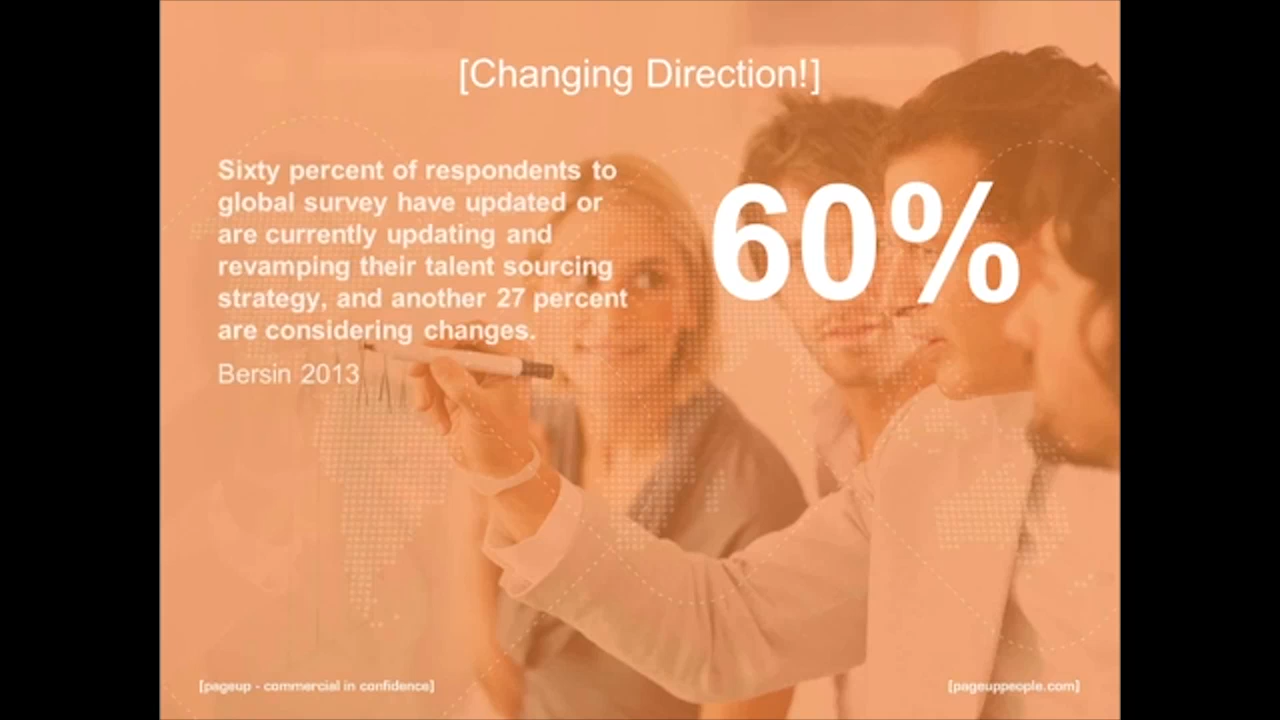 [Changing Direction!]
Sixty percent of respondents to
global survey have updated or
are currently updating and
revamping their talent sourcing
strategy, and another 27 percent
are considering changes.
Bersin 2013
60%
[pageup - commercial in confidence]
[pageuppeople.com]